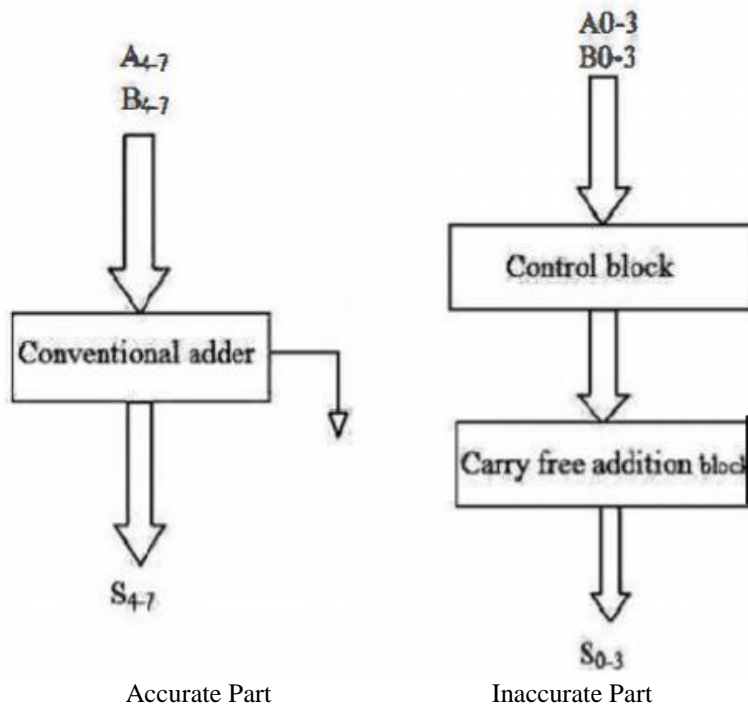 A4-7
B4-7
Conventional adder
S4-7
A0-3
B0-3
Control block
Carry free addition block
S0-3
Accurate Part
Inaccurate Part